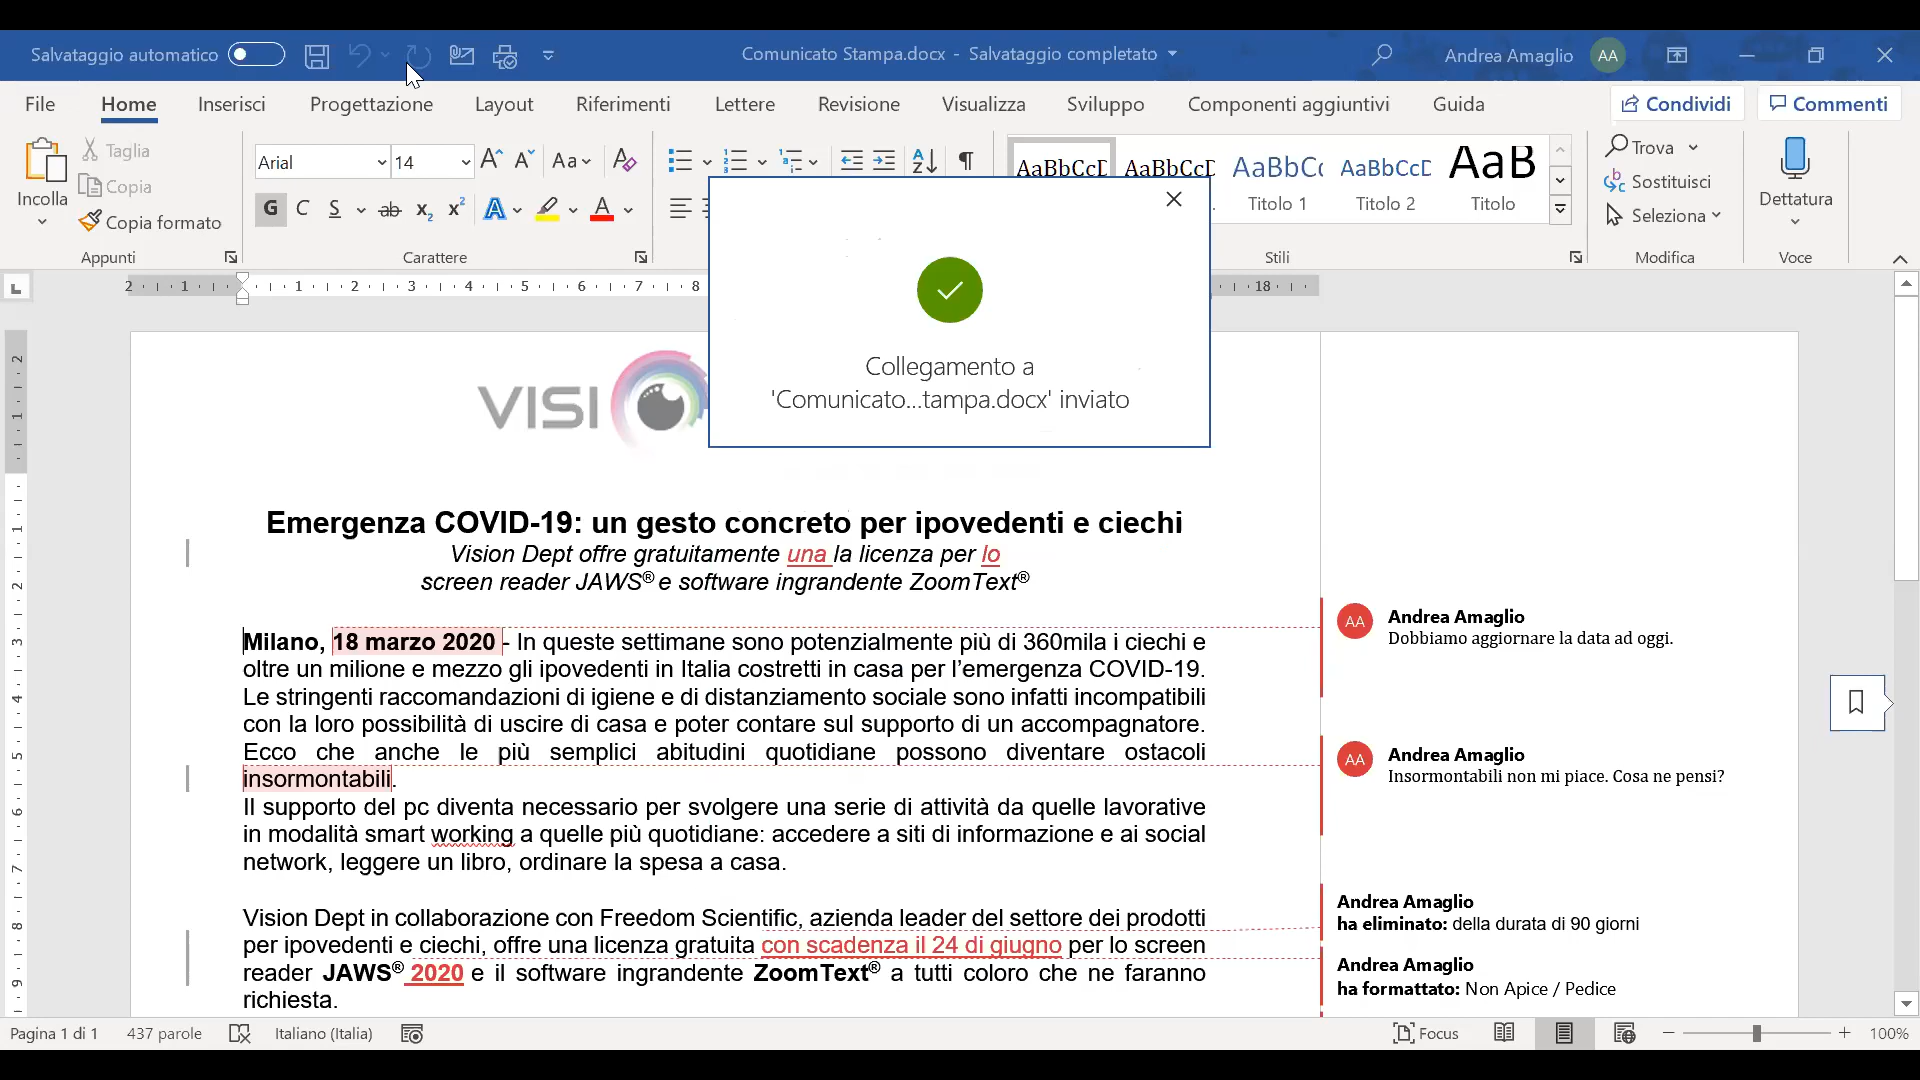 Salvataggio automatico
Comunicato Stampa.docx - Salvataggio completato
Andrea Amaglio AA
File Home Inserisci Progettazione Layout Riferimenti Lettere Revisione Visualizza Sviluppo Componenti aggiuntivi Guida Condividi Commenti
Incolla
Taglia
Copia
Copia formato
Appunti
Arial 14
Carattere
AaBbCcD AaBbCcD AaBbCc AaBbCcD AaB
Titolo 1 Titolo 2 Titolo
Stili
Trova
Sostituisci
Seleziona
Modifica
Dettatura
Voce
2 1 1 2 3 4 5 6 7 8 18
Collegamento a
'Comunicato...tampa.docx' inviato
VISI
Emergenza COVID-19: un gesto concreto per ipovedenti e ciechi
Vision Dept offre gratuitamente una la licenza per lo
screen reader JAWS® e software ingrandente ZoomText®
Milano, 18 marzo 2020 - In queste settimane sono potenzialmente più di 360mila i ciechi e
oltre un milione e mezzo gli ipovedenti in Italia costretti in casa per l’emergenza COVID-19.
Le stringenti raccomandazioni di igiene e di distanziamento sociale sono infatti incompatibili
con la loro possibilità di uscire di casa e poter contare sul supporto di un accompagnatore.
Ecco che anche le più semplici abitudini quotidiane possono diventare ostacoli
insormontabili.
Il supporto del pc diventa necessario per svolgere una serie di attività da quelle lavorative
in modalità smart working a quelle più quotidiane: accedere a siti di informazione e ai social
network, leggere un libro, ordinare la spesa a casa.
Vision Dept in collaborazione con Freedom Scientific, azienda leader del settore dei prodotti
per ipovedenti e ciechi, offre una licenza gratuita con scadenza il 24 di giugno per lo screen
reader JAWS® 2020 e il software ingrandente ZoomText® a tutti coloro che ne faranno
richiesta.
AA Andrea Amaglio
Dobbiamo aggiornare la data ad oggi.
AA Andrea Amaglio
Insormontabili non mi piace. Cosa ne pensi?
Andrea Amaglio
ha eliminato: della durata di 90 giorni
Andrea Amaglio
ha formattato: Non Apice / Pedice
Pagina 1 di 1 437 parole Italiano (Italia) Focus 100%